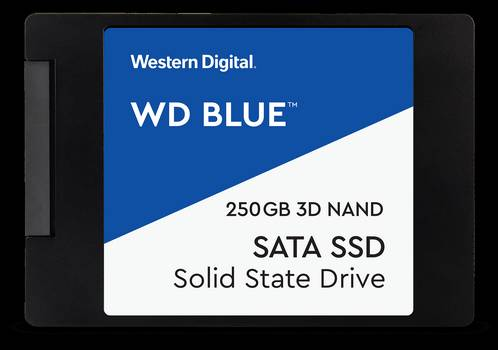 Western Digital.
WD BLUE™
250GB 3D NAND
SATA SSD
Solid State Drive